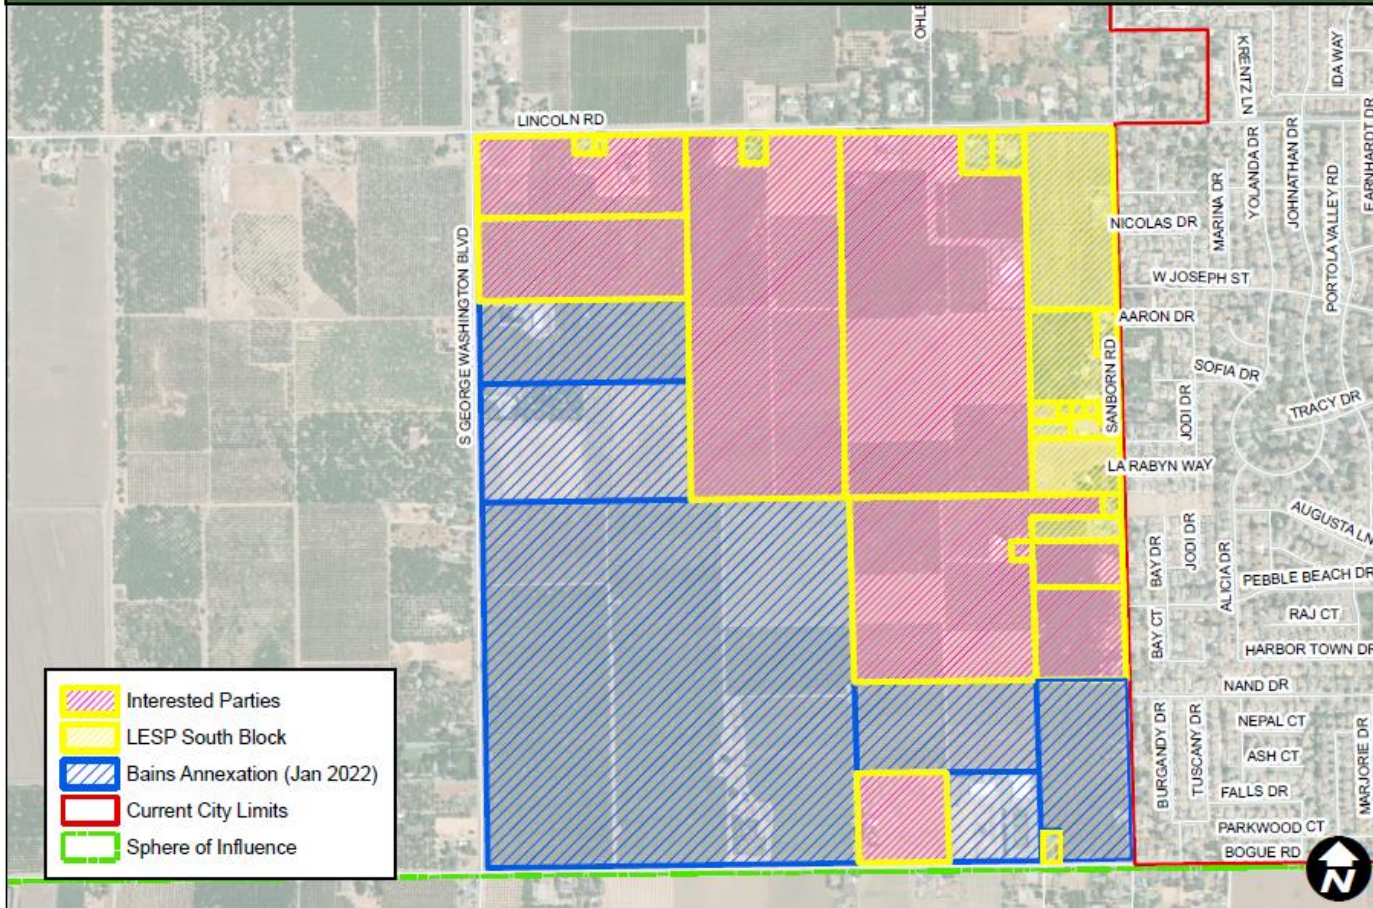 OHLE
KRENTZ LN
IDA WAY
LINCOLN RD
YOLANDA DR
JOHNATHAN DR
EARNHARDT DR
MARINA DR
PORTOLA VALLEY RD
NICOLAS DR
S GEORGE WASHINGTON BLVD
W JOSEPH ST
AARON DR
SANBORN RD
SOFIA DR
JODI DR
TRACY DR
LA RABYN WAY
AUGUSTA LN
BAY DR
JODI DR
ALICIA DR
PEBBLE BEACH DR
BAY CT
RAJ CT
HARBOR TOWN DR
NAND DR
Interested Parties
BURGANDY DR
TUSCANY DR
NEPAL CT
MARJORIE DR
LESP South Block
ASH CT
Bains Annexation (Jan 2022)
FALLS DR
Current City Limits
PARKWOOD CT
Sphere of Influence
BOGUE RD
N